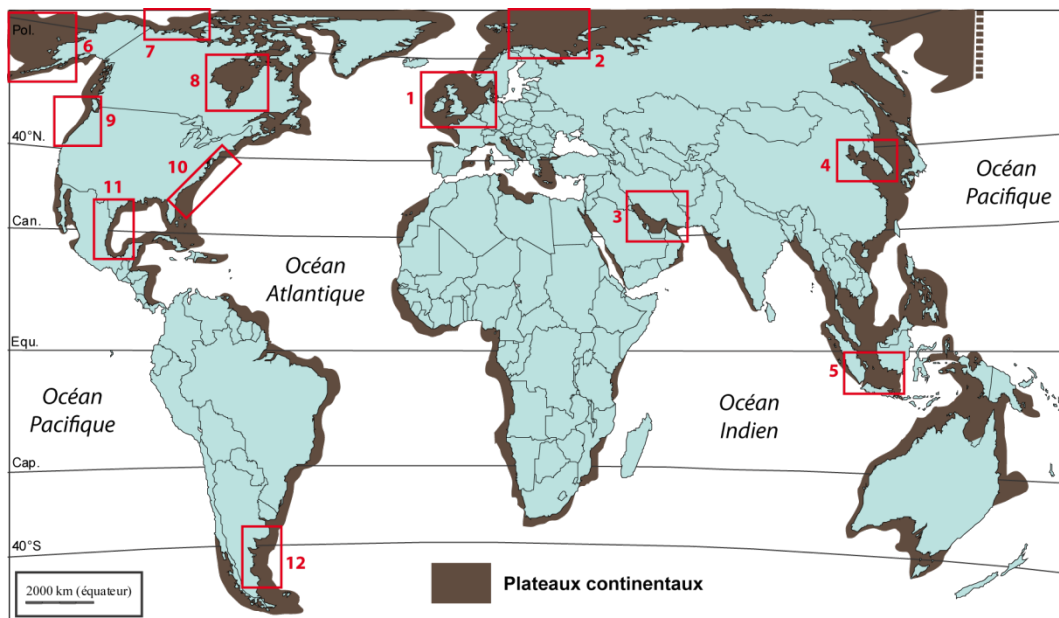 Pol.
6
7
8
2
1
9
40°N.
10
4
Océan
Pacifique
11
3
Can.
Océan
Atlantique
Equ.
5
Océan
Pacifique
Océan
Indien
Cap.
40°S
12
2000 km (équateur)
Plateaux continentaux